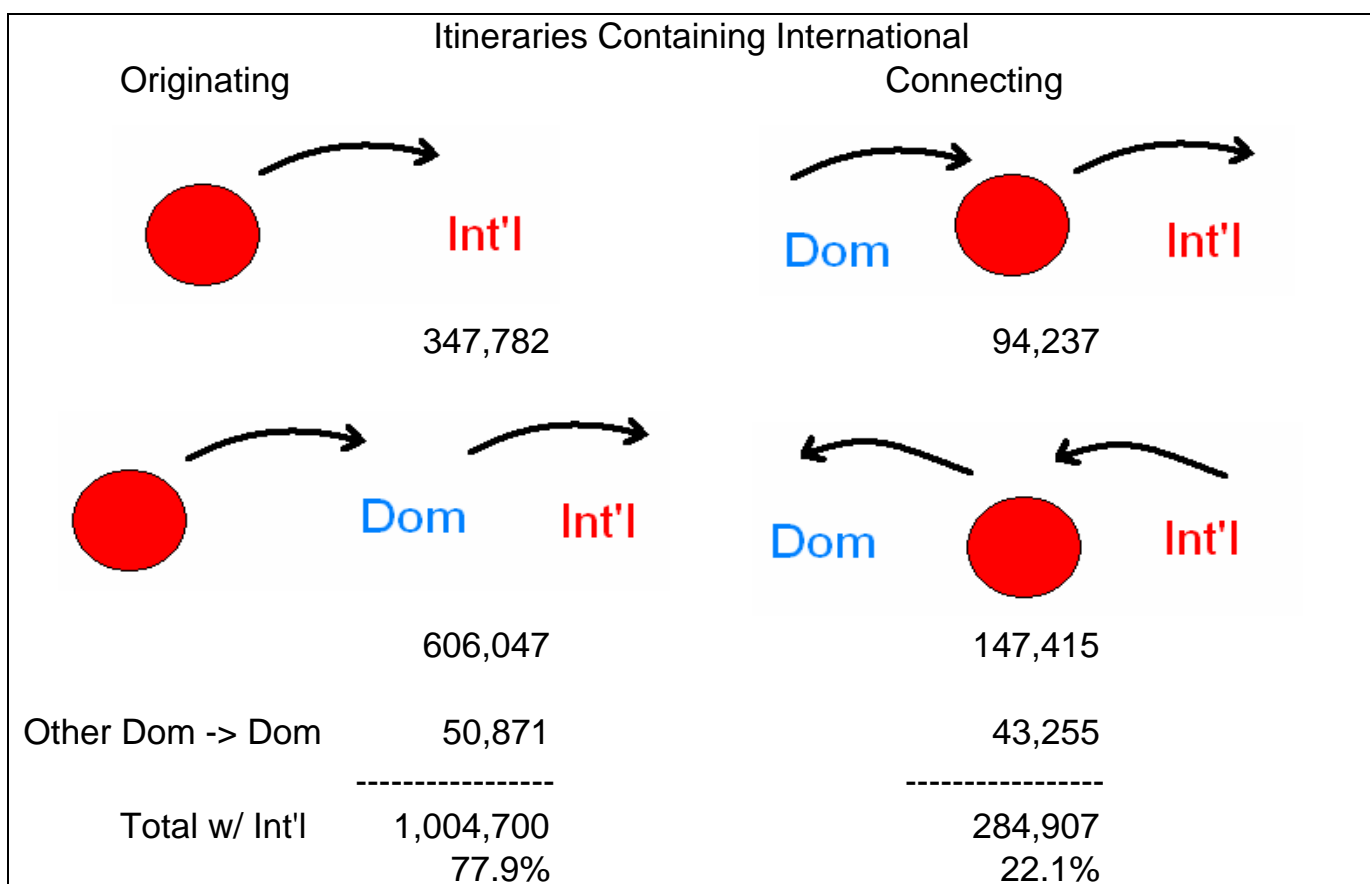 Itineraries Containing International
Originating Connecting
Int'l Dom Int'l
347,782 94,237
Dom Int'l Dom Int'l
606,047 147,415
Other Dom -> Dom 50,871 43,255
----------------- -----------------
Total w/ Int'l 1,004,700 284,907
77.9% 22.1%